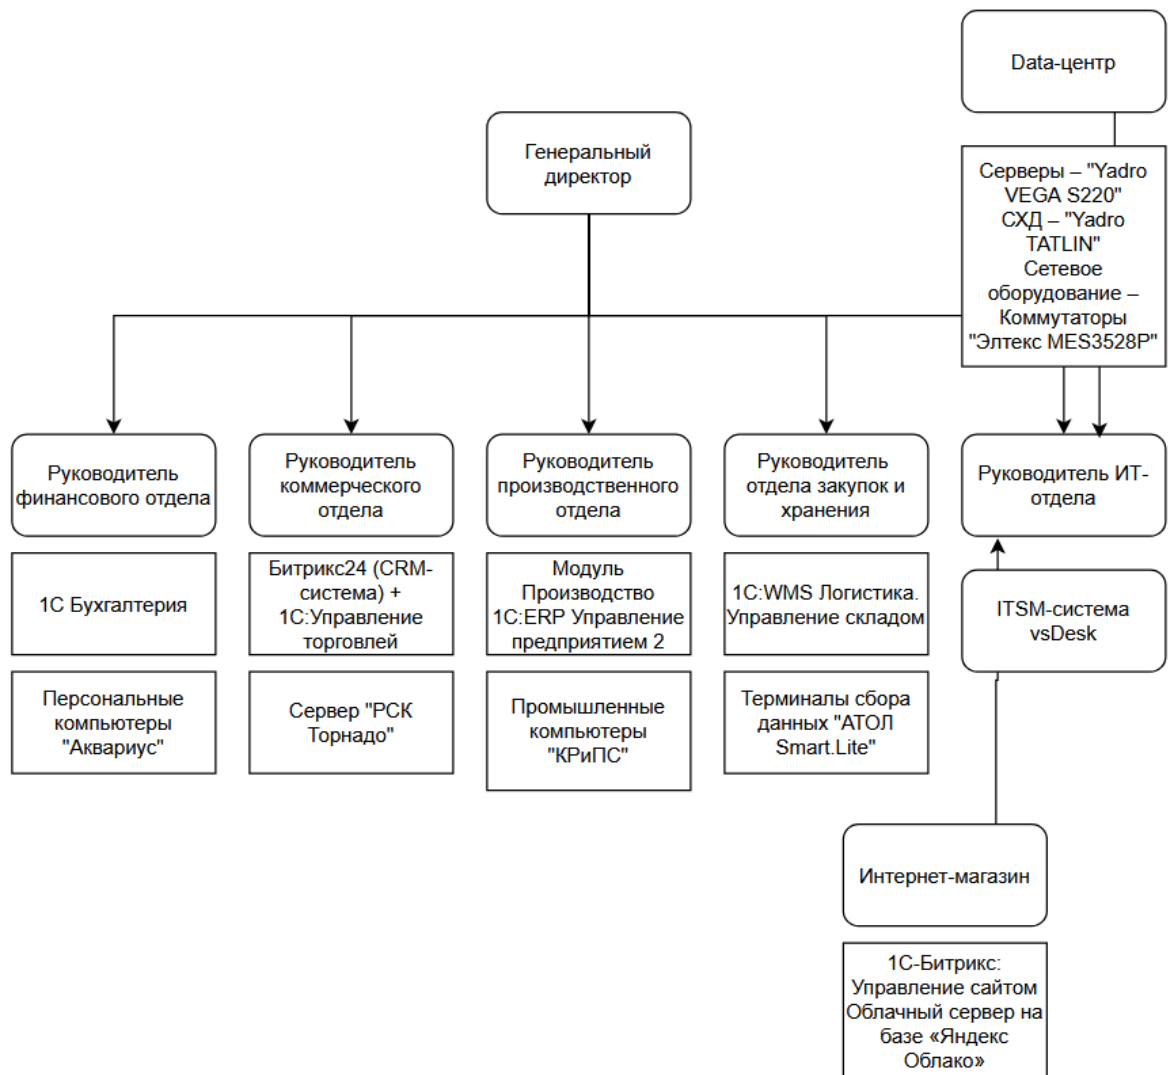 Data-центр
Генеральный
директор
Серверы – "Yadro
VEGA S220"
СХД – "Yadro
TATLIN"
Сетевое
оборудование –
Коммутаторы
"Элтекс MES3528P"
Руководитель
финансового отдела
Руководитель
коммерческого
отдела
Руководитель
производственного
отдела
Руководитель
отдела закупок и
хранения
Руководитель ИТ-
отдела
1С Бухгалтерия
Битрикс24 (CRM-
система) +
1С:Управление
торговлей
Модуль
Производство
1С:ERP Управление
предприятием 2
1С:WMS Логистика.
Управление складом
ITSM-система
vsDesk
Персональные
компьютеры
"Аквариус"
Сервер "РСК
Торнадо"
Промышленные
компьютеры
"КРиПС"
Терминалы сбора
данных "АТОЛ
Smart.Lite"
Интернет-магазин
1С-Битрикс:
Управление сайтом
Облачный сервер на
базе «Яндекс
Облако»